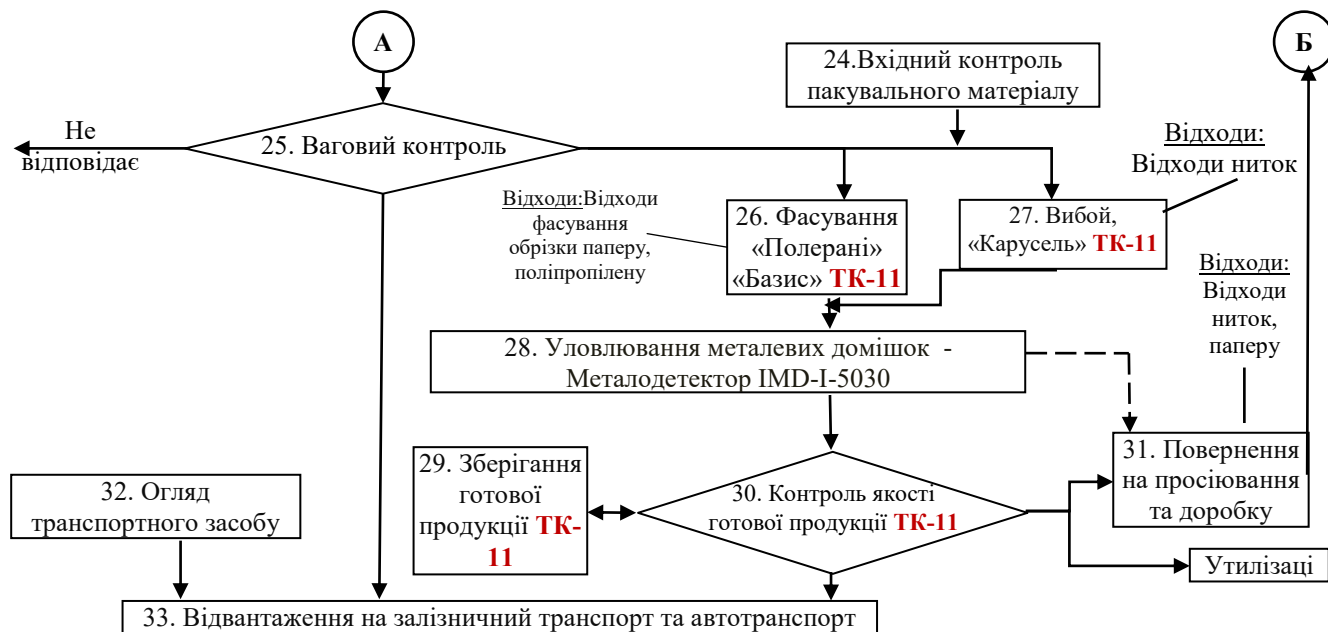 А
Б
24.Вхідний контроль
пакувального матеріалу
Не
відповідає
25. Ваговий контроль
Відходи:
Відходи ниток
Відходи:Відходи
фасування
обрізки паперу,
поліпропілену
26. Фасування
«Полерані»
«Базис» ТК-11
27. Вибой,
«Карусель» ТК-11
Відходи:
Відходи
ниток,
паперу
28. Уловлювання металевих домішок -
Металодетектор IMD-I-5030
29. Зберігання
готової
продукції ТК-
11
30. Контроль якості
готової продукції ТК-11
31. Повернення
на просіювання
та доробку
32. Огляд
транспортного засобу
Утилізаці
33. Відвантаження на залізничний транспорт та автотранспорт